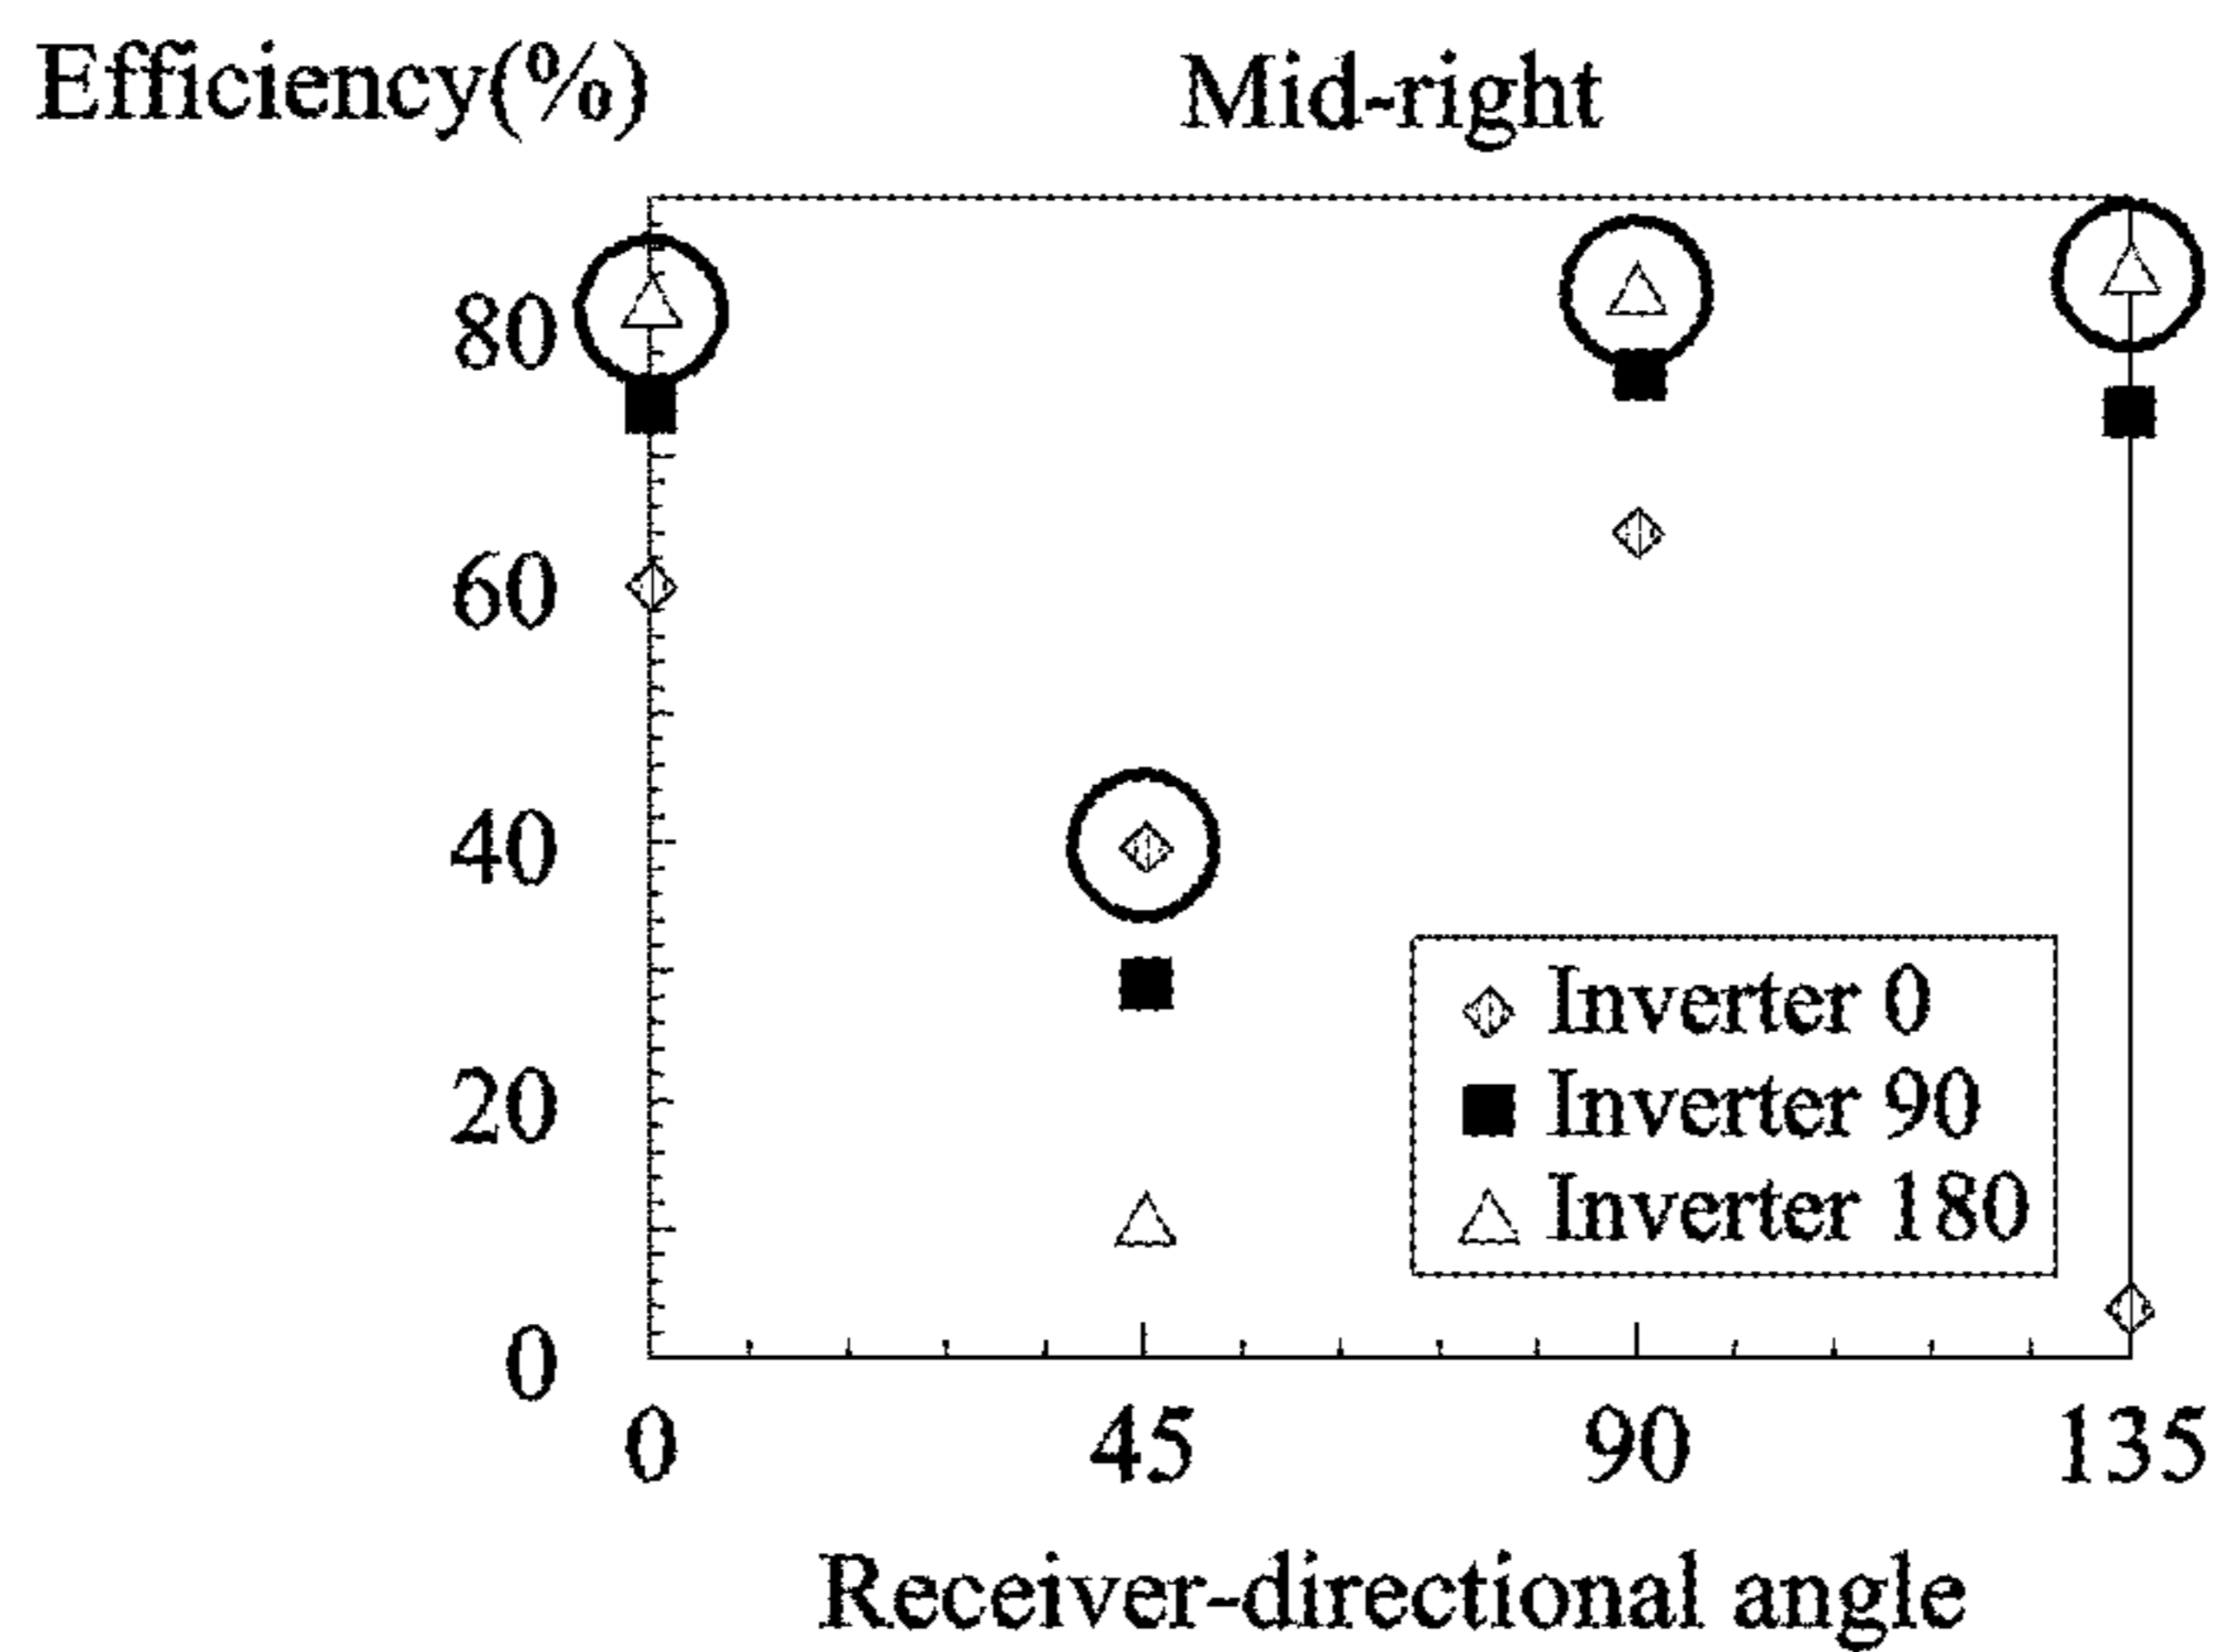 Efficiency(%)
Mid-right
80
60
40
20
0
Inverter 0
Inverter 90
Inverter 180
0 45 90 135
Receiver-directional angle